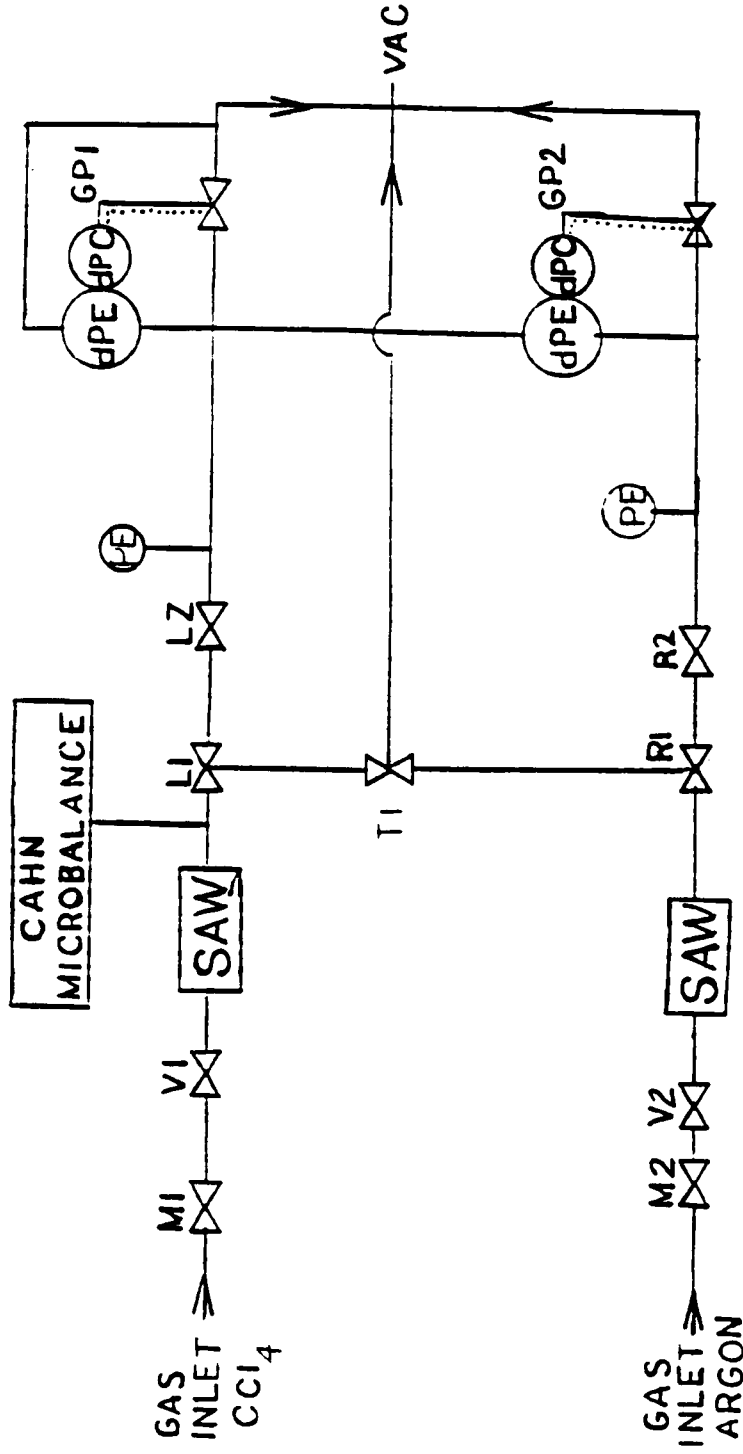 CAHN
MICROBALANCE
GP1
dPE
dPC
PE
GAS
INLET
CCl4
M1
V1
SAW
L1
LZ
T1
VAC
GP2
dPE
dPC
PE
GAS
INLET
ARGON
M2
V2
SAW
R1
R2